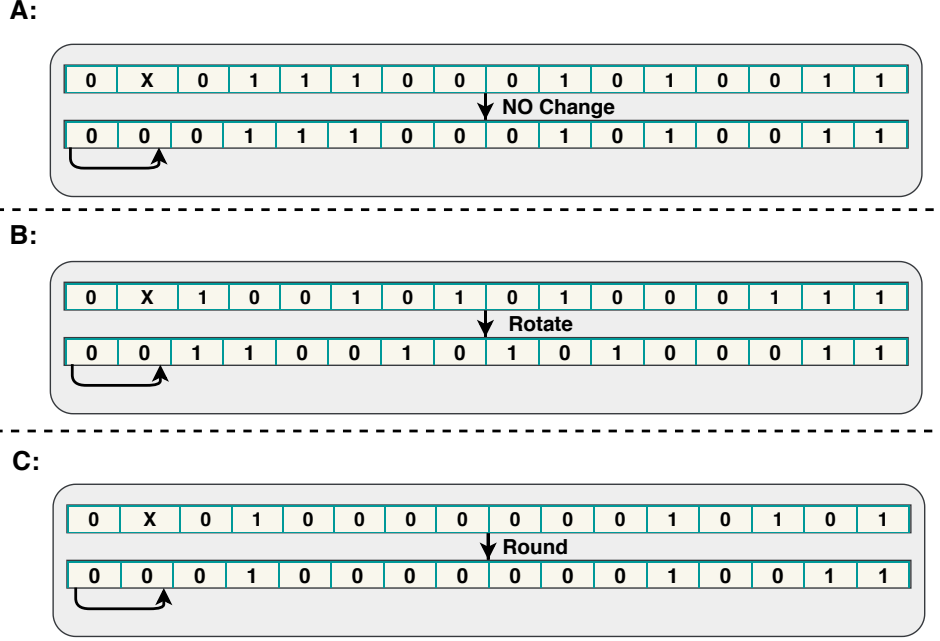 A:
0 X 0 1 1 1 0 0 0 1 0 1 0 0 1 1
NO Change
0 0 0 1 1 1 0 0 0 1 0 1 0 0 1 1
B:
0 X 1 0 0 1 0 1 0 1 0 0 0 1 1 1
Rotate
0 0 1 1 0 0 1 0 1 0 1 0 0 0 1 1
C:
0 X 0 1 0 0 0 0 0 0 0 1 0 1 0 1
Round
0 0 0 1 0 0 0 0 0 0 0 1 0 0 1 1